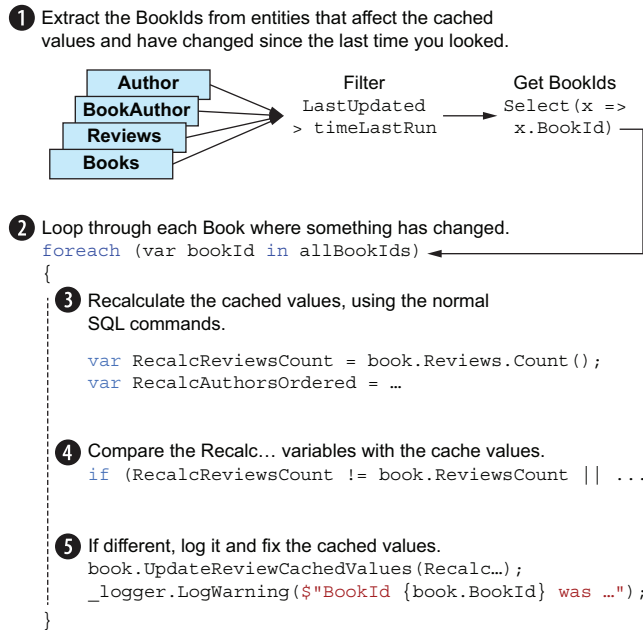 1 Extract the BookIds from entities that affect the cached
values and have changed since the last time you looked.
Author
BookAuthor
Reviews
Books
Filter
LastUpdated
> timeLastRun
Get BookIds
Select(x =>
x.BookId)
2 Loop through each Book where something has changed.
foreach (var bookId in allBookIds)
{
3 Recalculate the cached values, using the normal
SQL commands.
var RecalcReviewsCount = book.Reviews.Count();
var RecalcAuthorsOrdered = …
4 Compare the Recalc… variables with the cache values.
if (RecalcReviewsCount != book.ReviewsCount || ...
5 If different, log it and fix the cached values.
book.UpdateReviewCachedValues(Recalc…);
_logger.LogWarning($"BookId {book.BookId} was …");
}